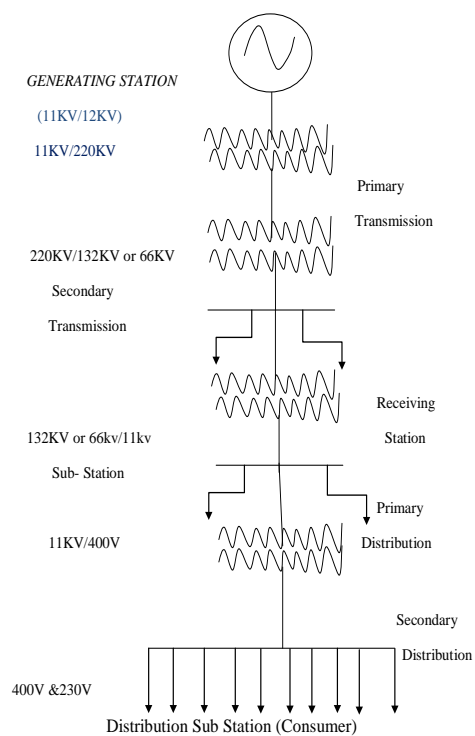 GENERATING STATION
(11KV/12KV)
11KV/220KV
Primary
Transmission
220KV/132KV or 66KV
Secondary
Transmission
Receiving
Station
132KV or 66kv/11kv
Sub- Station
Primary
Distribution
11KV/400V
Secondary
Distribution
400V &230V
Distribution Sub Station (Consumer)